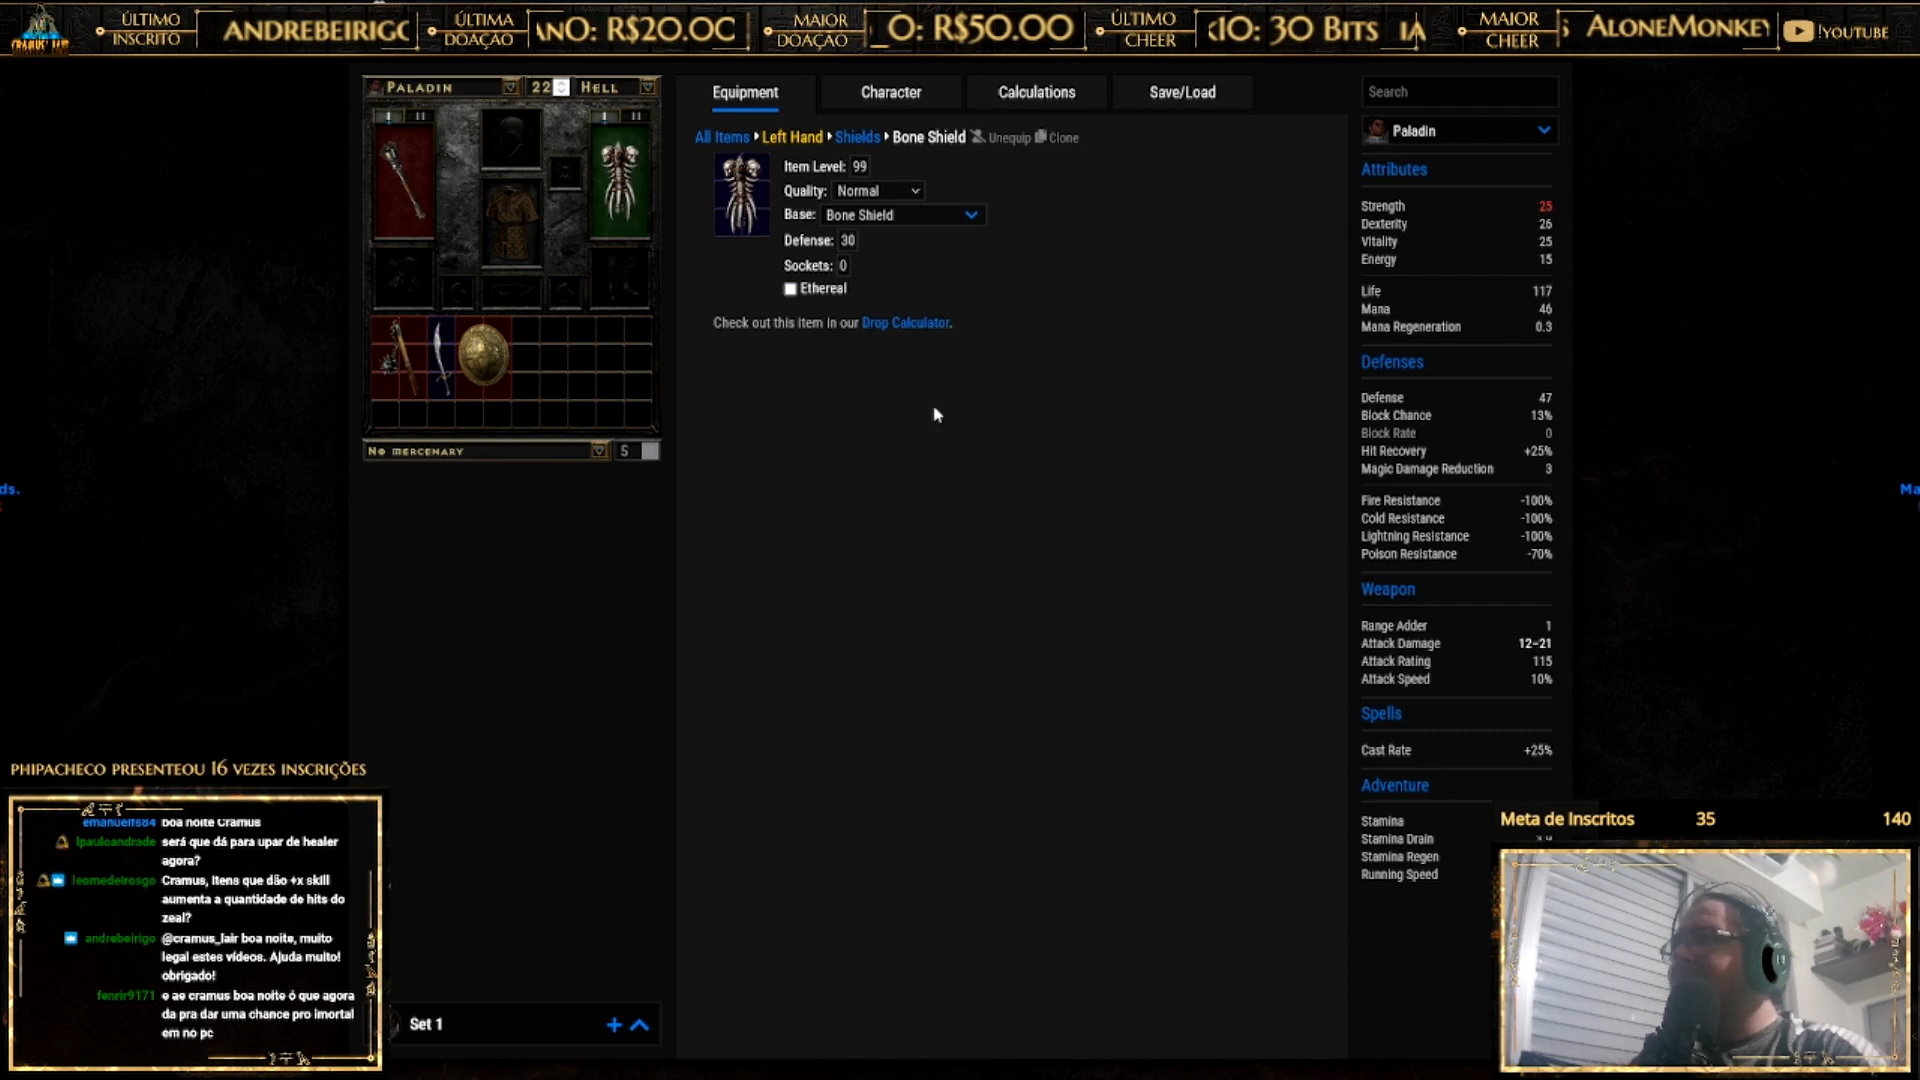 ÚLTIMO INSCRITO
ANDREBEIRIGO
ÚLTIMA DOAÇÃO
ANO: R$20.00
MAIOR DOAÇÃO
O: R$50.00
ÚLTIMO CHEER
30 BITS
MAIOR CHEER
ALONEMONKEY
!YOUTUBE
CRAMUS' LAIR
PALADIN
22
HELL
I
II
I
II
Equipment
Character
Calculations
Save/Load
All Items
Left Hand
Shields
Bone Shield
Unequip
Clone
Item Level: 99
Quality: Normal
Base: Bone Shield
Defense: 30
Sockets: 0
Ethereal
Check out this item in our Drop Calculator.
NO MERCENARY
5
Search
Paladin
Attributes
Strength 25
Dexterity 26
Vitality 25
Energy 15
Life 117
Mana 46
Mana Regeneration 0.3
Defenses
Defense 47
Block Chance 13%
Block Rate 0
Hit Recovery +25%
Magic Damage Reduction 3
Fire Resistance -100%
Cold Resistance -100%
Lightning Resistance -100%
Poison Resistance -70%
Weapon
Range Adder 1
Attack Damage 12–21
Attack Rating 115
Attack Speed 10%
Spells
Cast Rate +25%
Adventure
Stamina
Stamina Drain
Stamina Regen
Running Speed
ds.
Ma
PHIPACHECO PRESENTEOU 16 VEZES INSCRIÇÕES
emanuelfs84 boa noite Cramus
lpauloandrade será que dá para upar de healer
agora?
leomedeirosgo Cramus, itens que dão +x skill
aumenta a quantidade de hits do
zeal?
andrebeirigo @cramus_lair boa noite, muito
legal estes vídeos. Ajuda muito!
obrigado!
fenrir9171 e ae cramus boa noite ó que agora
da pra dar uma chance pro imortal
em no pc
Set 1
Meta de Inscritos 35 140